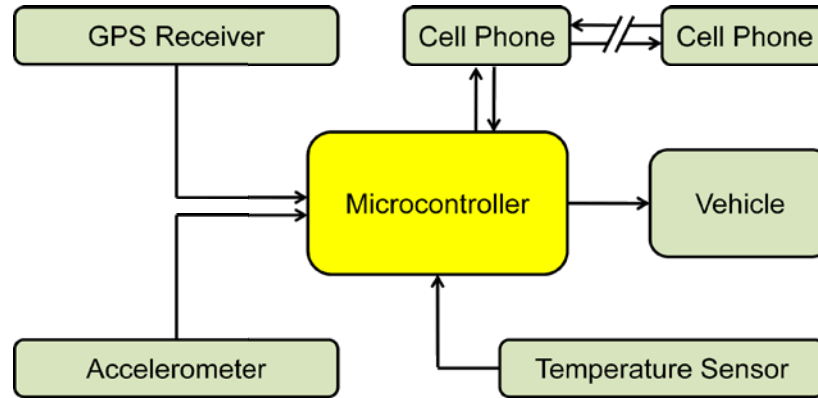 GPS Receiver
Cell Phone
Cell Phone
Microcontroller
Vehicle
Accelerometer
Temperature Sensor